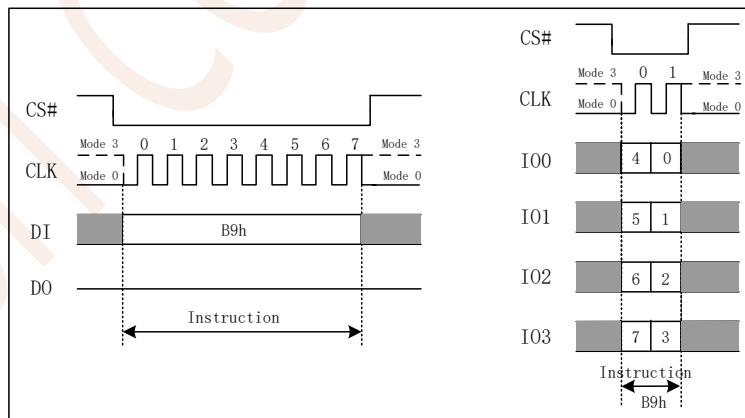 CS#
Mode 3 0 1 2 3 4 5 6 7 Mode 3
CLK
Mode 0 Mode 0
DI B9h
DO
Instruction
CS#
Mode 3 0 1 Mode 3
CLK
Mode 0 Mode 0
IO0 4 0
IO1 5 1
IO2 6 2
IO3 7 3
Instruction
B9h